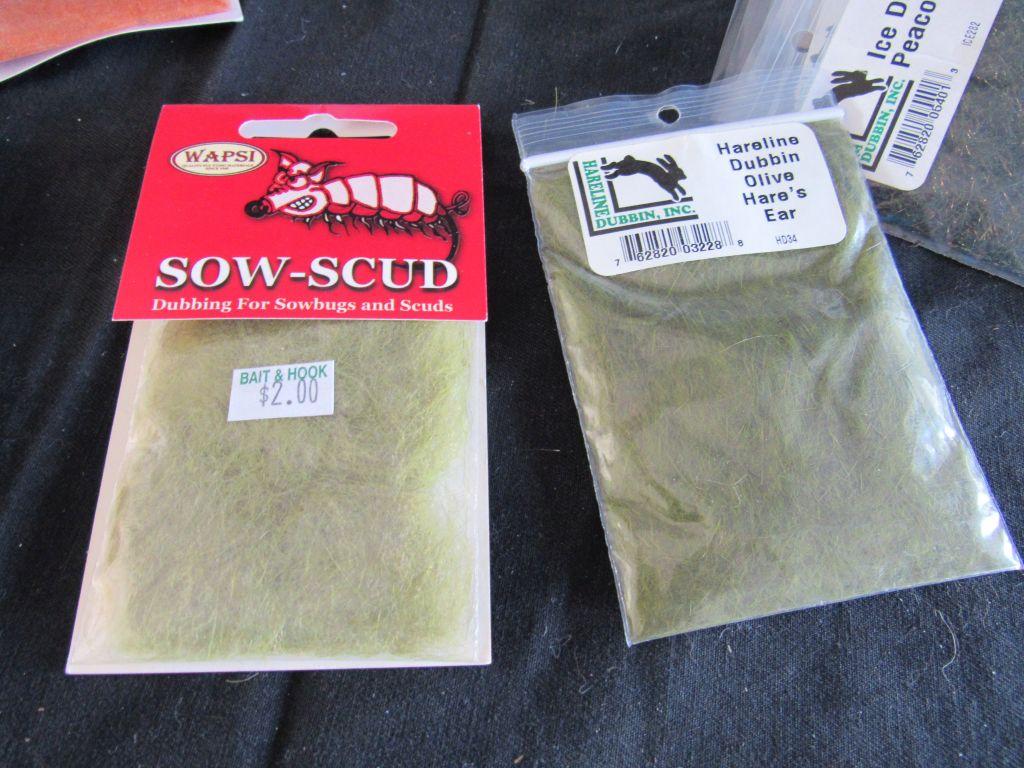 WAPSI
SOW-SCUD
Dubbing For Sowbugs and Scuds
BAIT & HOOK
$2.00
HARELINE
DUBBIN, INC.
Hareline
Dubbin
Olive
Hare's
Ear
7 62820 03228 8
HD34
DUBBIN, INC.
Ice D
Peaco
7 62820 05401 3
ICE282